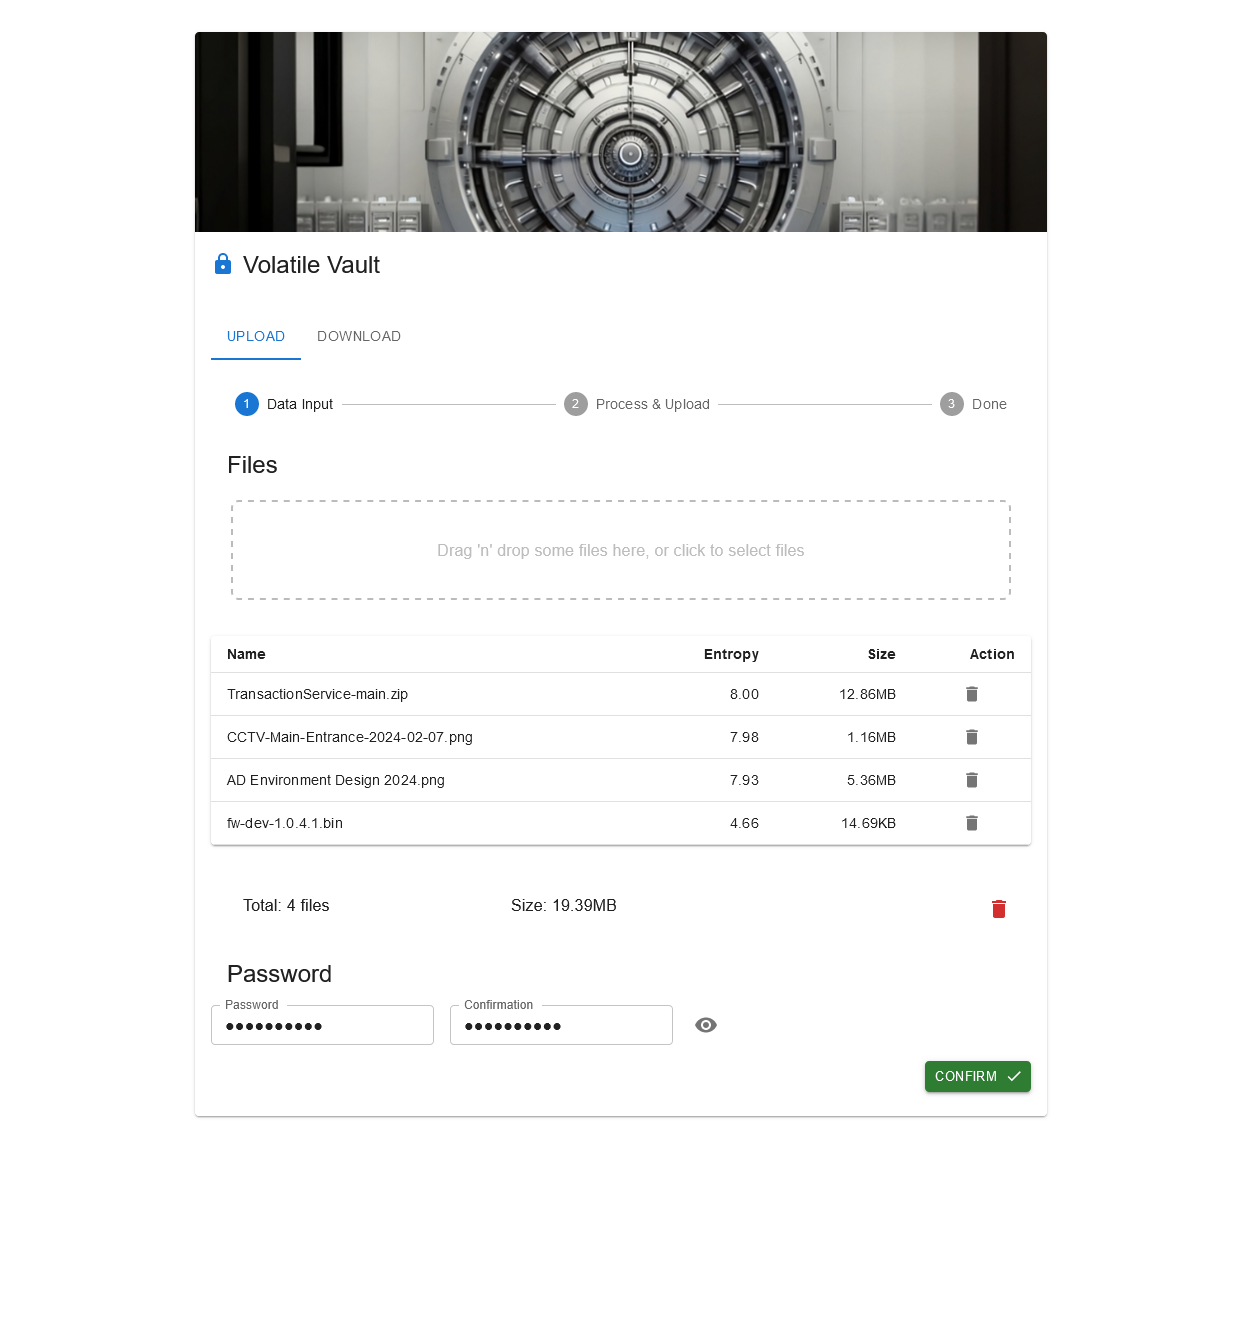 Volatile Vault
UPLOAD DOWNLOAD
1 Data Input 2 Process & Upload 3 Done
Files
Drag 'n' drop some files here, or click to select files
Name Entropy Size Action
TransactionService-main.zip 8.00 12.86MB
CCTV-Main-Entrance-2024-02-07.png 7.98 1.16MB
AD Environment Design 2024.png 7.93 5.36MB
fw-dev-1.0.4.1.bin 4.66 14.69KB
Total: 4 files Size: 19.39MB
Password
Password Confirmation
●●●●●●●●●● ●●●●●●●●●●
CONFIRM